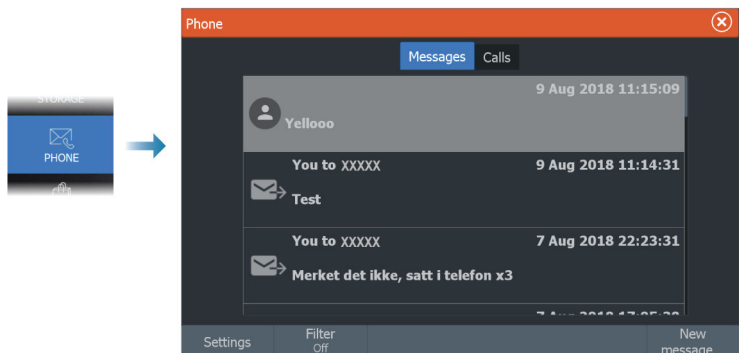 STORAGE
PHONE
Phone
Messages Calls
9 Aug 2018 11:15:09
Yellooo
You to XXXXX 9 Aug 2018 11:14:31
Test
You to XXXXX 7 Aug 2018 22:23:31
Merket det ikke, satt i telefon x3
Settings
Filter
Off
New
message